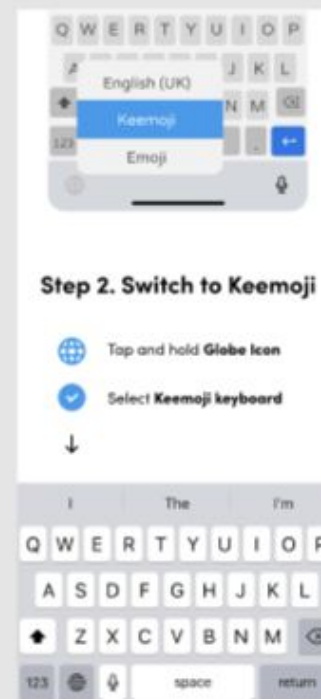 Q W E R T Y U I O P
A J K L
English (UK)
N M
Keemoji
123 .
Emoji
Step 2. Switch to Keemoji
Tap and hold Globe Icon
Select Keemoji keyboard
I The I'm
Q W E R T Y U I O P
A S D F G H J K L
Z X C V B N M
123 space return